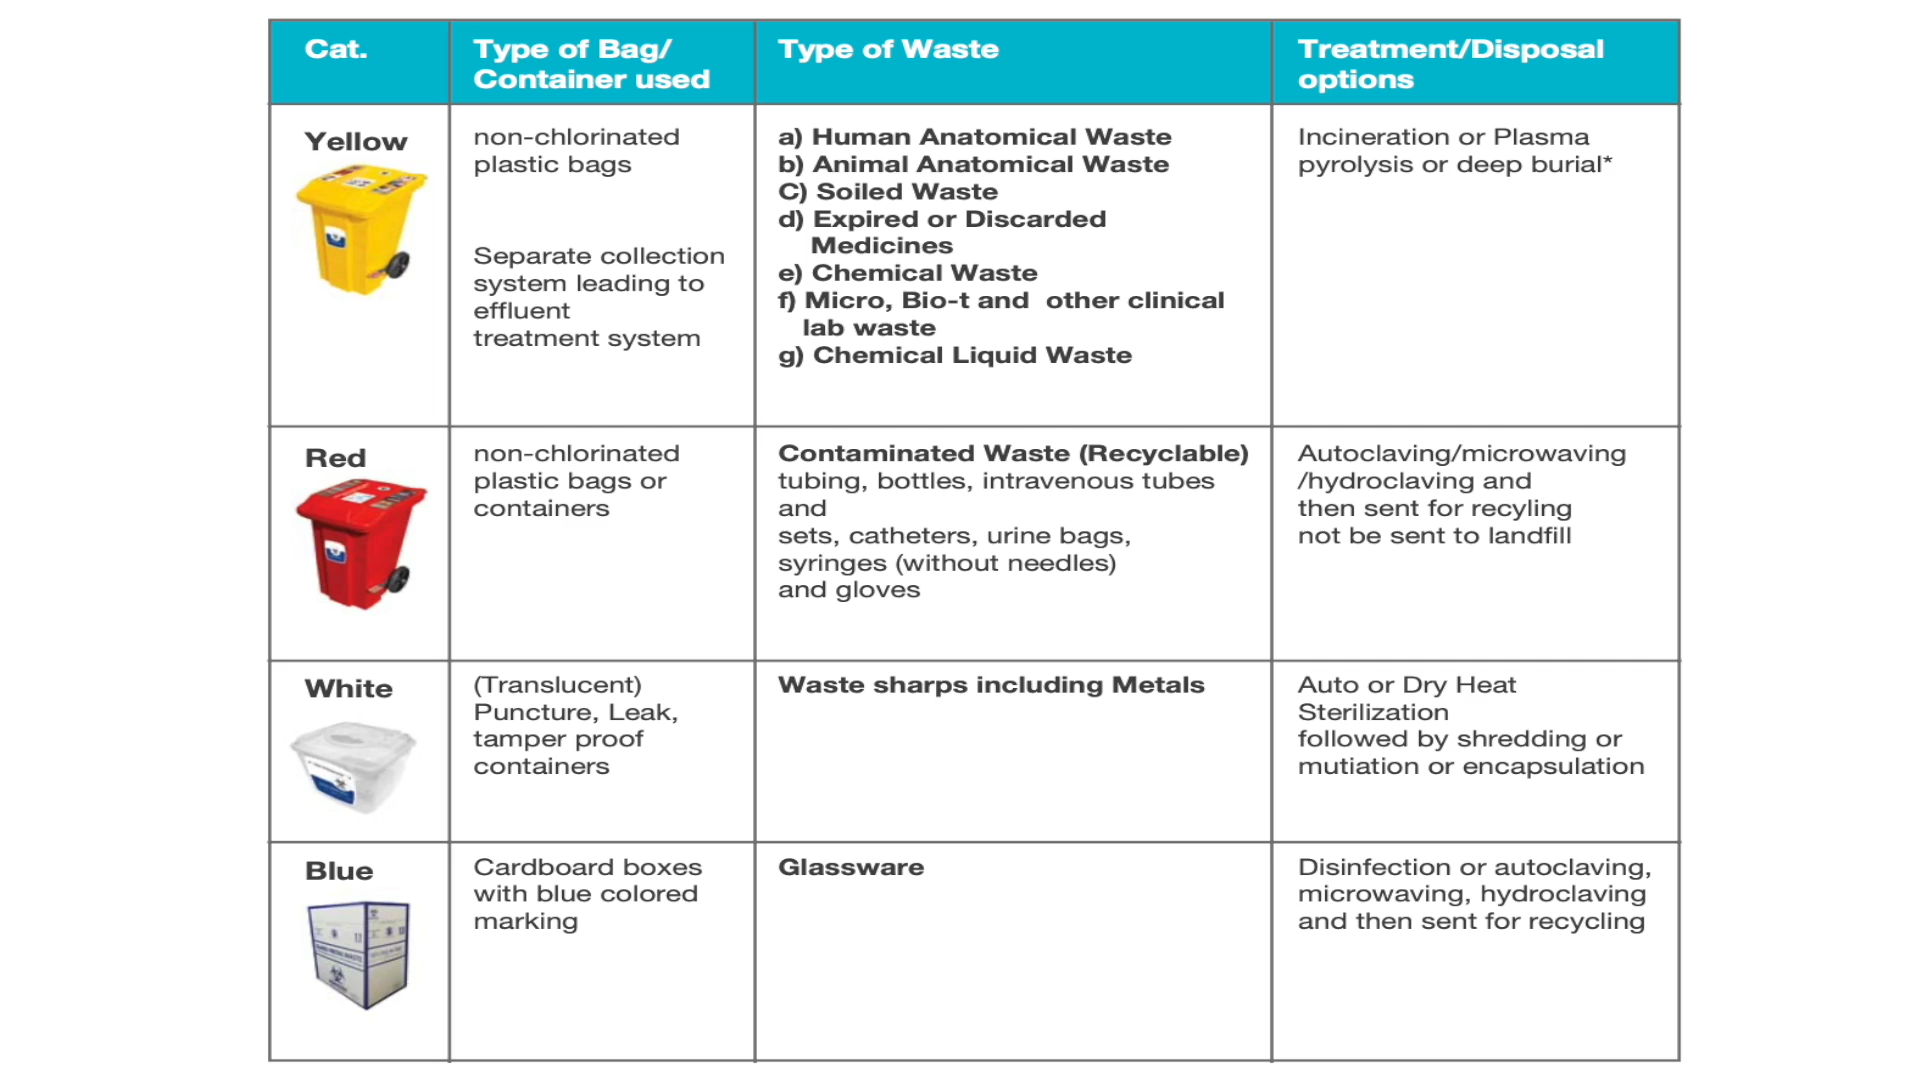 Cat.
Type of Bag/
Container used
Type of Waste
Treatment/Disposal
options
Yellow
non-chlorinated
plastic bags
Separate collection
system leading to
effluent
treatment system
a) Human Anatomical Waste
b) Animal Anatomical Waste
C) Soiled Waste
d) Expired or Discarded
Medicines
e) Chemical Waste
f) Micro, Bio-t and other clinical
lab waste
g) Chemical Liquid Waste
Incineration or Plasma
pyrolysis or deep burial*
Red
non-chlorinated
plastic bags or
containers
Contaminated Waste (Recyclable)
tubing, bottles, intravenous tubes
and
sets, catheters, urine bags,
syringes (without needles)
and gloves
Autoclaving/microwaving
/hydroclaving and
then sent for recyling
not be sent to landfill
White
(Translucent)
Puncture, Leak,
tamper proof
containers
Waste sharps including Metals
Auto or Dry Heat
Sterilization
followed by shredding or
mutiation or encapsulation
Blue
Cardboard boxes
with blue colored
marking
Glassware
Disinfection or autoclaving,
microwaving, hydroclaving
and then sent for recycling